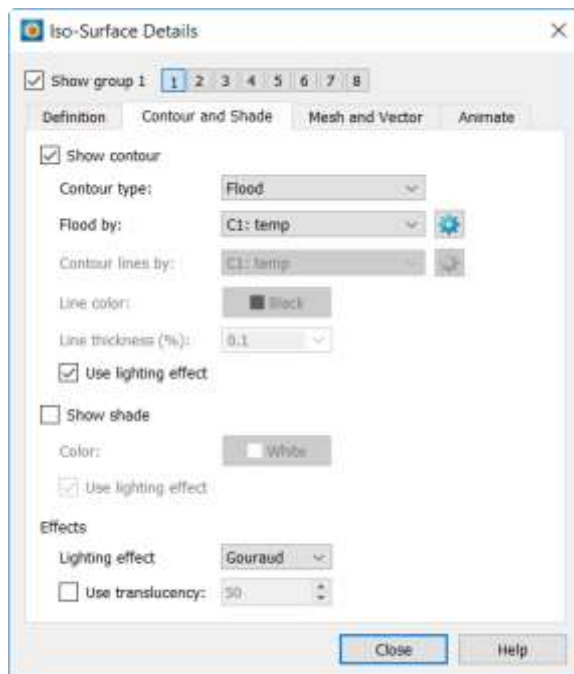 Iso-Surface Details
Show group 1 1 2 3 4 5 6 7 8
Definition Contour and Shade Mesh and Vector Animate
Show contour
Contour type: Flood
Flood by: C1: temp
Contour lines by: C1: temp
Line color: Black
Line thickness (%): 0.1
Use lighting effect
Show shade
Color: White
Use lighting effect
Effects
Lighting effect Gouraud
Use translucency: 50
Close Help